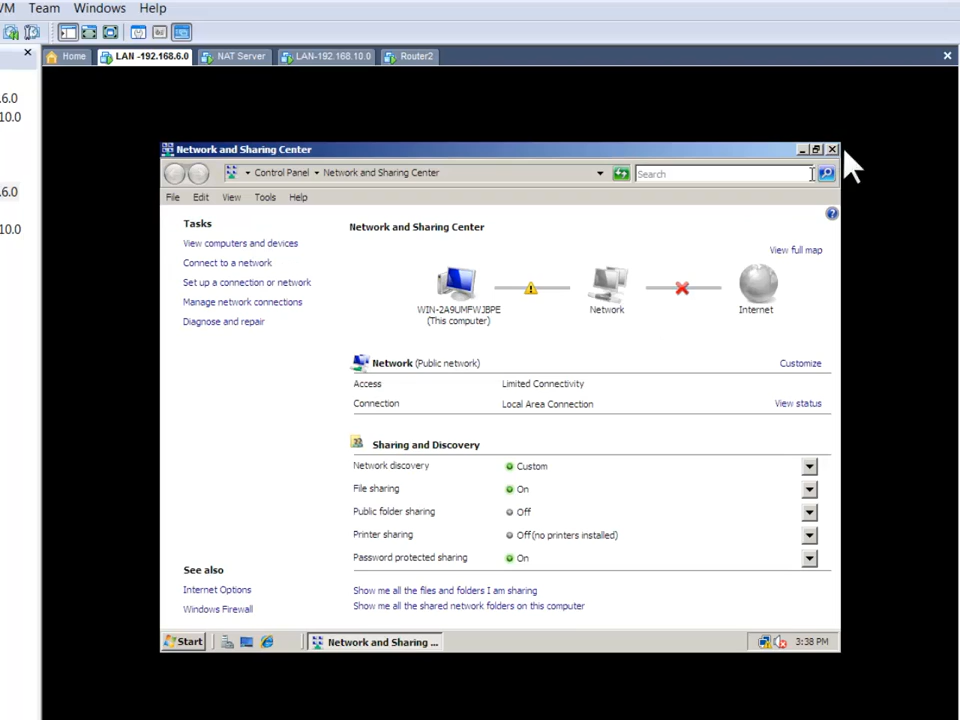 VM Team Windows Help
Home LAN -192.168.6.0 NAT Server LAN-192.168.10.0 Router2
.6.0
10.0
.6.0
10.0
Network and Sharing Center
Control Panel Network and Sharing Center Search
File Edit View Tools Help
Tasks
View computers and devices
Connect to a network
Set up a connection or network
Manage network connections
Diagnose and repair
See also
Internet Options
Windows Firewall
Network and Sharing Center
View full map
WIN-2A9UMFWJBPE
(This computer)
Network
Internet
Network (Public network) Customize
Access Limited Connectivity
Connection Local Area Connection View status
Sharing and Discovery
Network discovery Custom
File sharing On
Public folder sharing Off
Printer sharing Off (no printers installed)
Password protected sharing On
Show me all the files and folders I am sharing
Show me all the shared network folders on this computer
Start Network and Sharing ... 3:38 PM